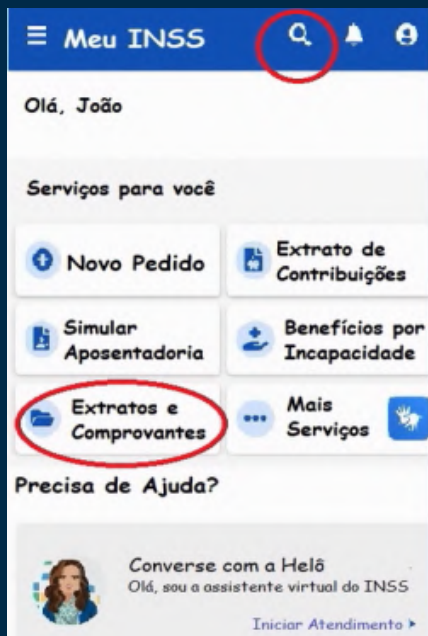 Meu INSS
Olá, João
Serviços para você
Novo Pedido
Extrato de
Contribuições
Simular
Aposentadoria
Benefícios por
Incapacidade
Extratos e
Comprovantes
Mais
Serviços
Precisa de Ajuda?
Converse com a Helô
Olá, sou a assistente virtual do INSS
Iniciar Atendimento